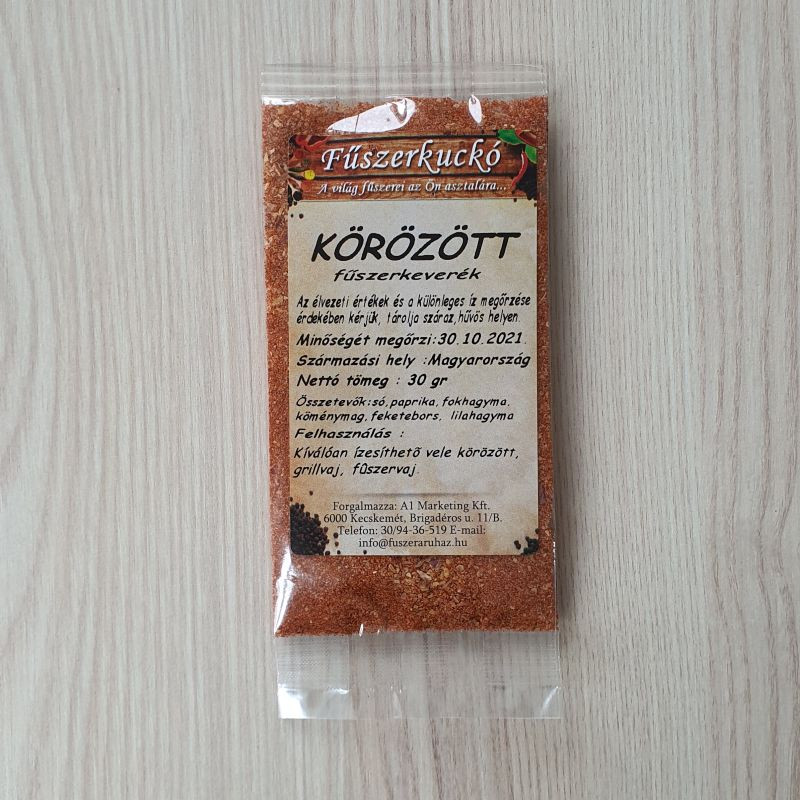 Fűszerkuckó
A világ fűszerei az Ön asztalára...
KÖRÖZÖTT
fűszerkeverék
Az élvezeti értékek és a különleges íz megőrzése
érdekében kérjük, tárolja száraz,hűvös helyen.
Minőségét megőrzi:30.10.2021.
Származási hely :Magyarország
Nettó tömeg : 30 gr
Összetevők:só,paprika,fokhagyma,
köménymag,feketebors, lilahagyma
Felhasználás :
Kíválóan ízesíthető vele körözött,
grillvaj, fűszervaj.
Forgalmazza: A1 Marketing Kft.
6000 Kecskemét, Brigadéros u. 11/B.
Telefon: 30/94-36-519 E-mail:
info@fuszeraruhaz.hu